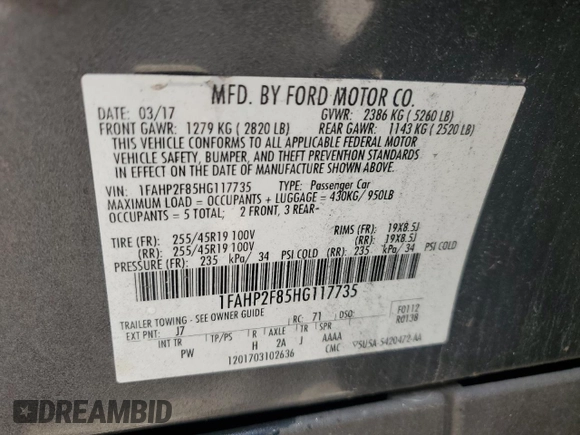 MFD. BY FORD MOTOR CO.
DATE: 03/17 GVWR: 2386 KG ( 5260 LB)
FRONT GAWR: 1279 KG ( 2820 LB) REAR GAWR: 1143 KG ( 2520 LB)
THIS VEHICLE CONFORMS TO ALL APPLICABLE FEDERAL MOTOR
VEHICLE SAFETY, BUMPER, AND THEFT PREVENTION STANDARDS
IN EFFECT ON THE DATE OF MANUFACTURE SHOWN ABOVE.
VIN: 1FAHP2F85HG117735 TYPE: Passenger Car
MAXIMUM LOAD = OCCUPANTS + LUGGAGE = 430KG/ 950LB
OCCUPANTS = 5 TOTAL; 2 FRONT, 3 REAR-
TIRE (FR): 255/45R19 100V RIMS (FR): 19X8.5J
(RR): 255/45R19 100V (RR): 19X8.5J
PRESSURE (FR): 235 kPa/ 34 PSI COLD (RR): 235 kPa/ 34 PSI COLD
1FAHP2F85HG117735
TRAILER TOWING - SEE OWNER GUIDE
EXT PNT: J7 RC: 71 DSO: F0112
INT TR TP/PS R AXLE TR SPR R0138
PW H 2A J AAAA
1201703102636 CMC
DREAMBID